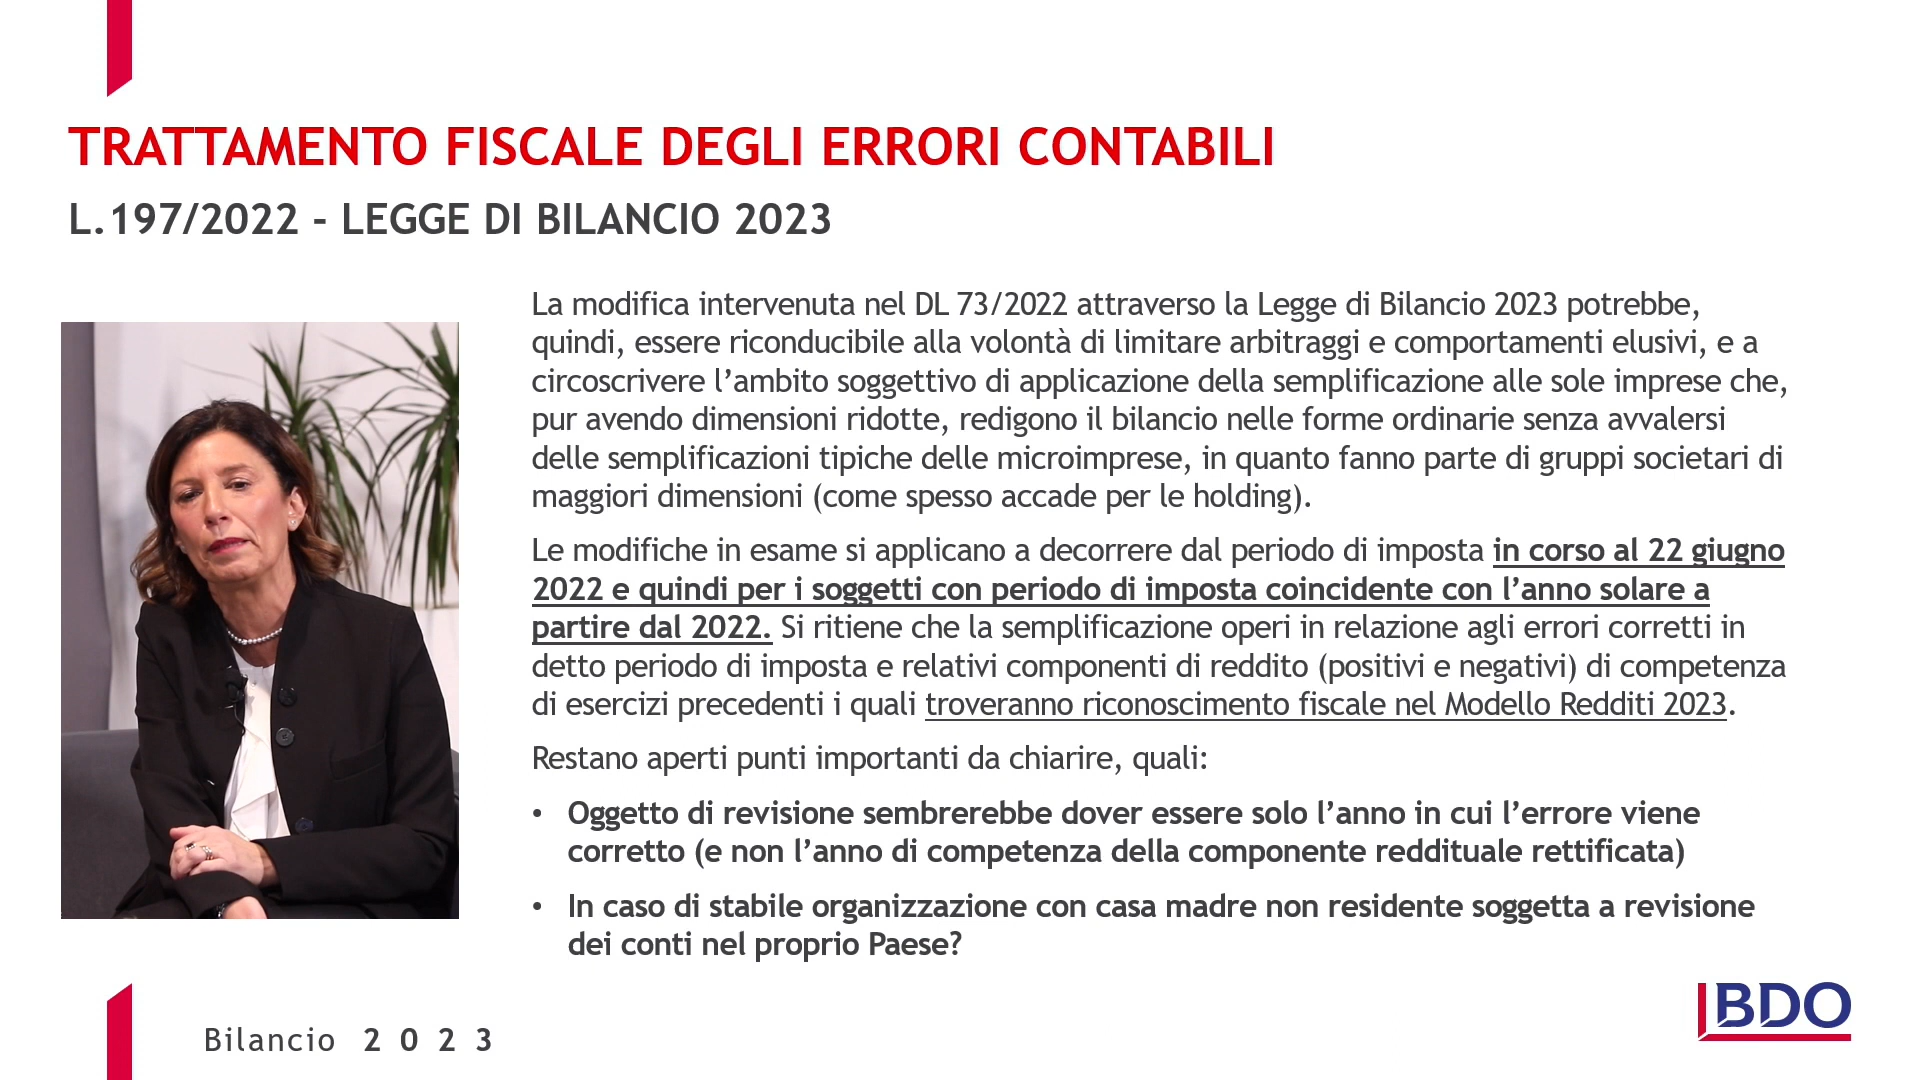 TRATTAMENTO FISCALE DEGLI ERRORI CONTABILI
L.197/2022 - LEGGE DI BILANCIO 2023
La modifica intervenuta nel DL 73/2022 attraverso la Legge di Bilancio 2023 potrebbe,
quindi, essere riconducibile alla volontà di limitare arbitraggi e comportamenti elusivi, e a
circoscrivere l’ambito soggettivo di applicazione della semplificazione alle sole imprese che,
pur avendo dimensioni ridotte, redigono il bilancio nelle forme ordinarie senza avvalersi
delle semplificazioni tipiche delle microimprese, in quanto fanno parte di gruppi societari di
maggiori dimensioni (come spesso accade per le holding).
Le modifiche in esame si applicano a decorrere dal periodo di imposta in corso al 22 giugno
2022 e quindi per i soggetti con periodo di imposta coincidente con l’anno solare a
partire dal 2022. Si ritiene che la semplificazione operi in relazione agli errori corretti in
detto periodo di imposta e relativi componenti di reddito (positivi e negativi) di competenza
di esercizi precedenti i quali troveranno riconoscimento fiscale nel Modello Redditi 2023.
Restano aperti punti importanti da chiarire, quali:
• Oggetto di revisione sembrerebbe dover essere solo l’anno in cui l’errore viene
corretto (e non l’anno di competenza della componente reddituale rettificata)
• In caso di stabile organizzazione con casa madre non residente soggetta a revisione
dei conti nel proprio Paese?
Bilancio 2023
BDO